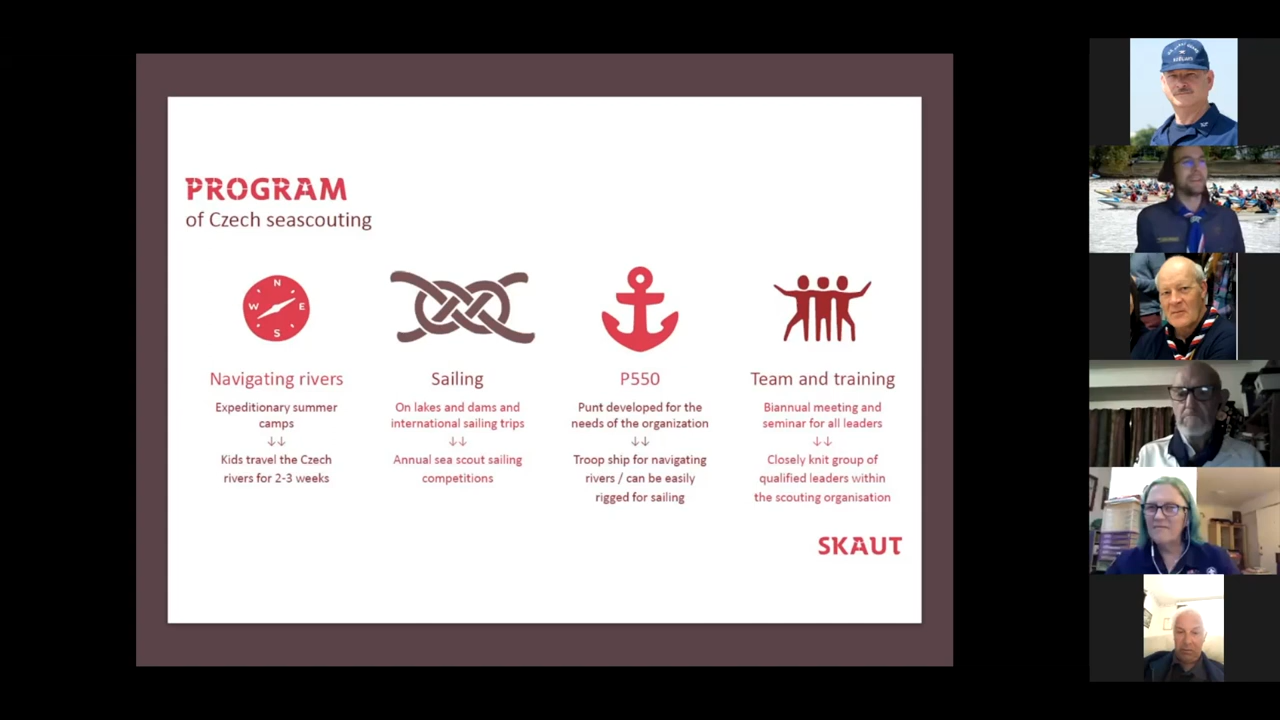 PROGRAM
of Czech seascouting
N
W E
S
Navigating rivers
Expeditionary summer
camps
↓↓
Kids travel the Czech
rivers for 2-3 weeks
Sailing
On lakes and dams and
international sailing trips
↓↓
Annual sea scout sailing
competitions
P550
Punt developed for the
needs of the organization
↓↓
Troop ship for navigating
rivers / can be easily
rigged for sailing
Team and training
Biannual meeting and
seminar for all leaders
↓↓
Closely knit group of
qualified leaders within
the scouting organisation
SKAUT